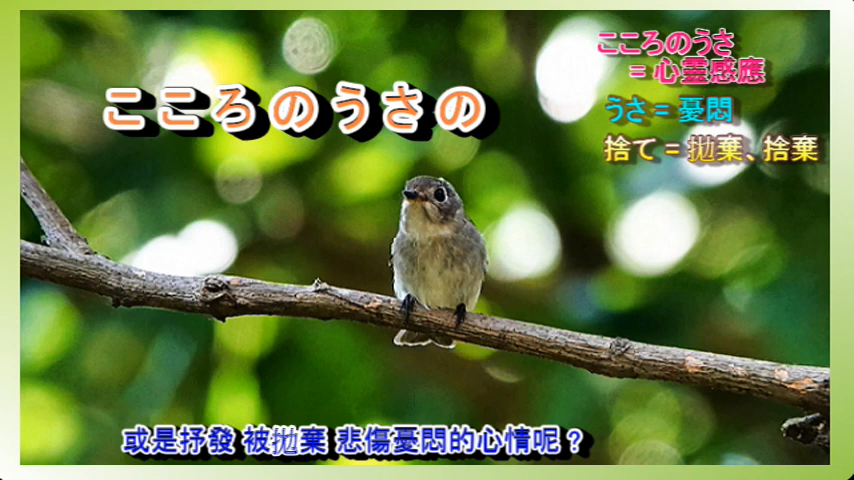 こころのうさ
= 心霊感應
こころのうさの
うさ = 憂悶
捨て = 拋棄、捨棄
或是抒發 被拋棄 悲傷憂悶的心情呢？